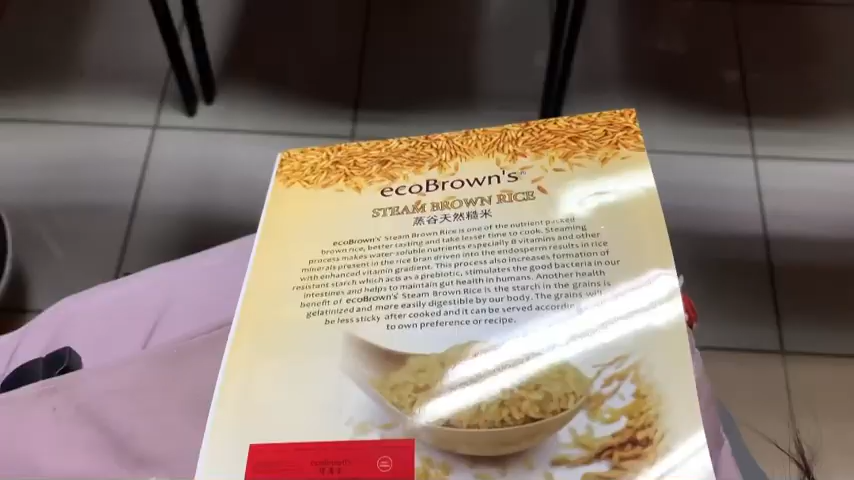 ecoBrown's
STEAM BROWN RICE
蒸谷天然糙米
ecoBrown's Steam Brown Rice is one of the nutrient packed
brown rice, better tasting and take lesser time to cook. Steaming
process makes water-soluble nutrients especially B vitamins and other
minerals present in the rice bran driven into the endosperm results in rice
with enhanced vitamin gradient. This process also increases formation of
resistant starch which acts as a prebiotic, stimulates the good bacteria in our
intestines and helps to maintain gut health in humans. Another health
benefit of ecoBrown's Steam Brown Rice is the starch in the grains is
gelatinized and more easily digestible by our body. The grains will
be less sticky after cooked and it can be served according
to own preference or recipe.
ecoBrown's